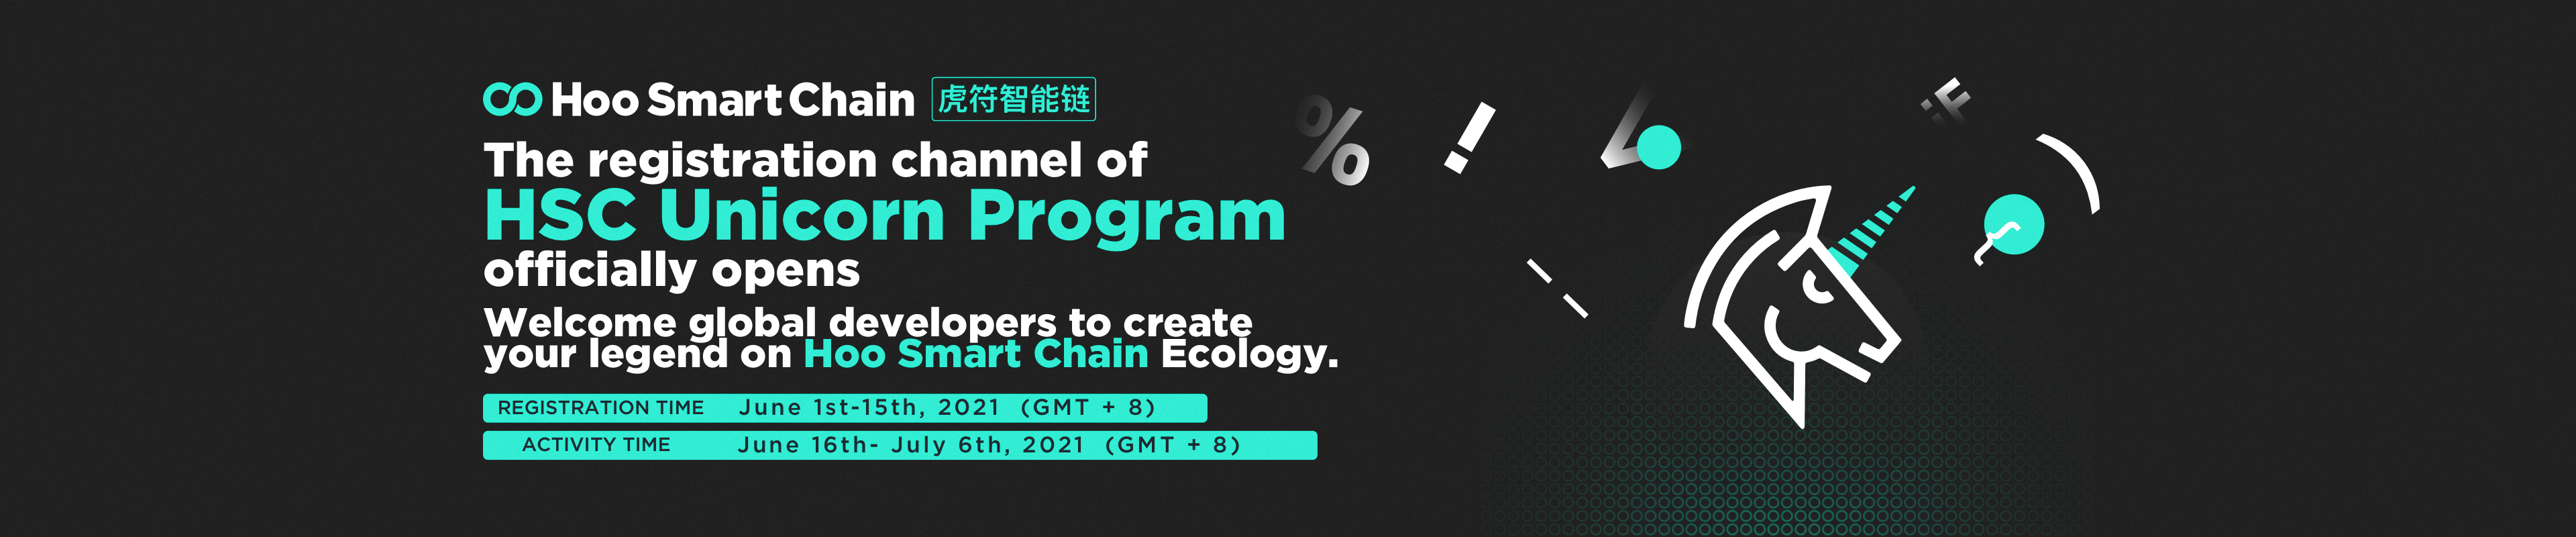 Hoo Smart Chain 虎符智能链
The registration channel of
HSC Unicorn Program
officially opens
Welcome global developers to create
your legend on Hoo Smart Chain Ecology.
REGISTRATION TIME June 1st-15th, 2021 (GMT + 8)
ACTIVITY TIME June 16th- July 6th, 2021 (GMT + 8)
% !